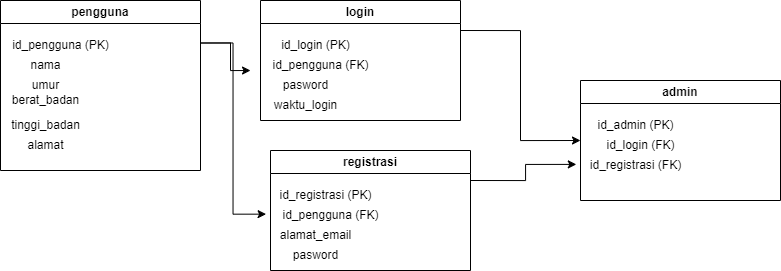 pengguna
id_pengguna (PK)
nama
umur
berat_badan
tinggi_badan
alamat
login
id_login (PK)
id_pengguna (FK)
pasword
waktu_login
registrasi
id_registrasi (PK)
id_pengguna (FK)
alamat_email
pasword
admin
id_admin (PK)
id_login (FK)
id_registrasi (FK)